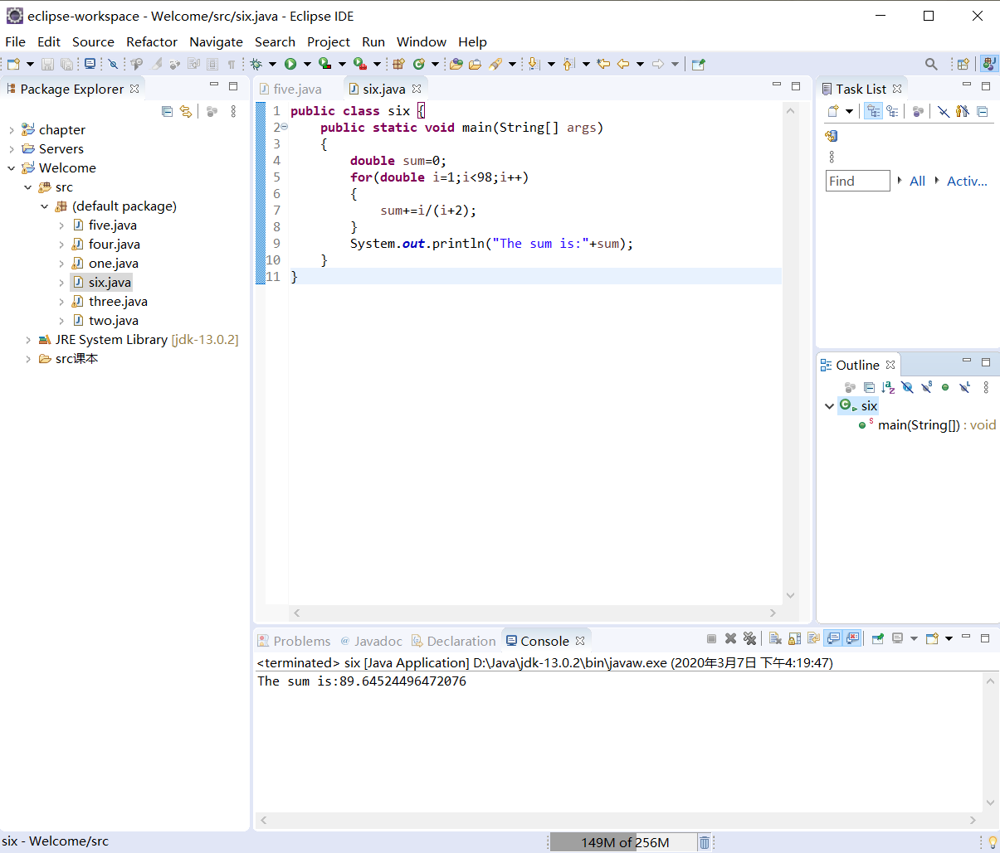 eclipse-workspace - Welcome/src/six.java - Eclipse IDE
File Edit Source Refactor Navigate Search Project Run Window Help
Package Explorer
chapter
Servers
Welcome
src
(default package)
five.java
four.java
one.java
six.java
three.java
two.java
JRE System Library [jdk-13.0.2]
src课本
five.java
six.java
1 public class six {
2     public static void main(String[] args)
3     {
4         double sum=0;
5         for(double i=1;i<98;i++)
6         {
7             sum+=i/(i+2);
8         }
9         System.out.println("The sum is:"+sum);
10     }
11 }
Task List
Find All Activ...
Outline
six
main(String[]) : void
Problems @ Javadoc Declaration Console
<terminated> six [Java Application] D:\Java\jdk-13.0.2\bin\javaw.exe (2020年3月7日 下午4:19:47)
The sum is:89.64524496472076
six - Welcome/src
149M of 256M